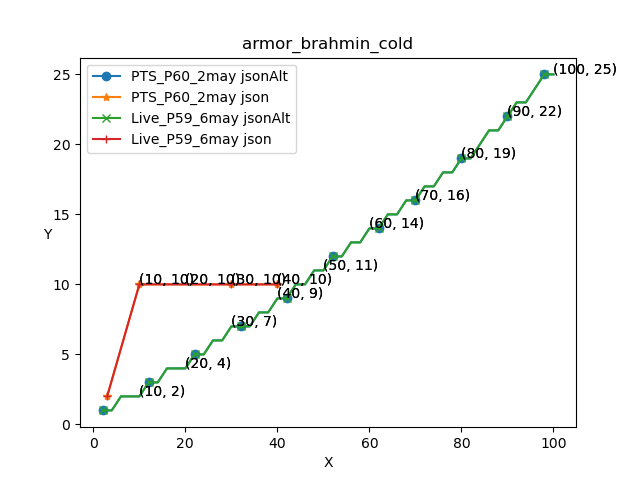 armor_brahmin_cold
PTS_P60_2may jsonAlt
PTS_P60_2may json
Live_P59_6may jsonAlt
Live_P59_6may json
Y
25
20
15
10
5
0
(100, 25)
(90, 22)
(80, 19)
(70, 16)
(60, 14)
(50, 11)
(10, 10) (20, 10) (30, 10) (40, 10)
(40, 9)
(30, 7)
(20, 4)
(10, 2)
0 20 40 60 80 100
X